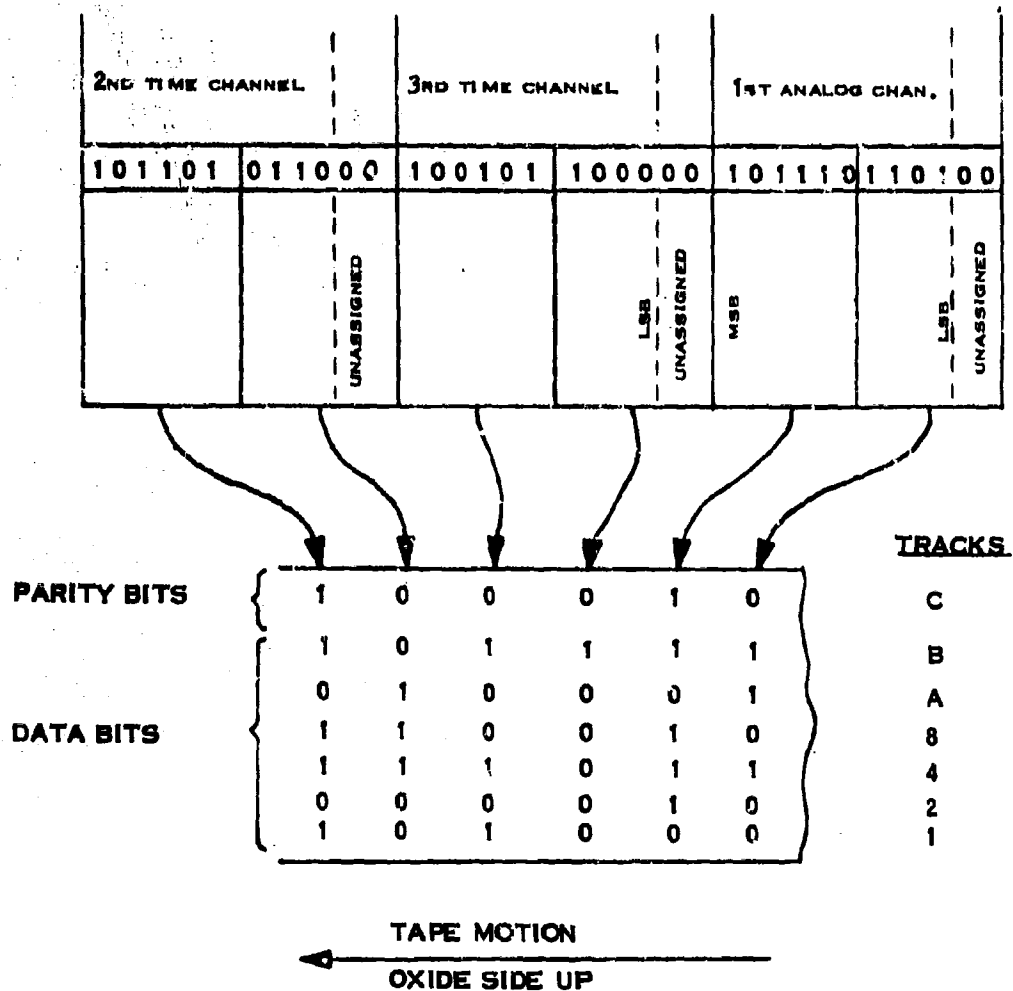 2ND TIME CHANNEL 3RD TIME CHANNEL 1ST ANALOG CHAN.
101101 011000 100101 100000 101110 110100
UNASSIGNED
LSB
UNASSIGNED
MSB
LSB
UNASSIGNED
TRACKS
PARITY BITS 1 0 0 0 1 0 C
1 0 1 1 1 1 B
0 1 0 0 0 1 A
DATA BITS 1 1 0 0 1 0 8
1 1 1 0 1 1 4
0 0 0 0 1 0 2
1 0 1 0 0 0 1
TAPE MOTION
OXIDE SIDE UP